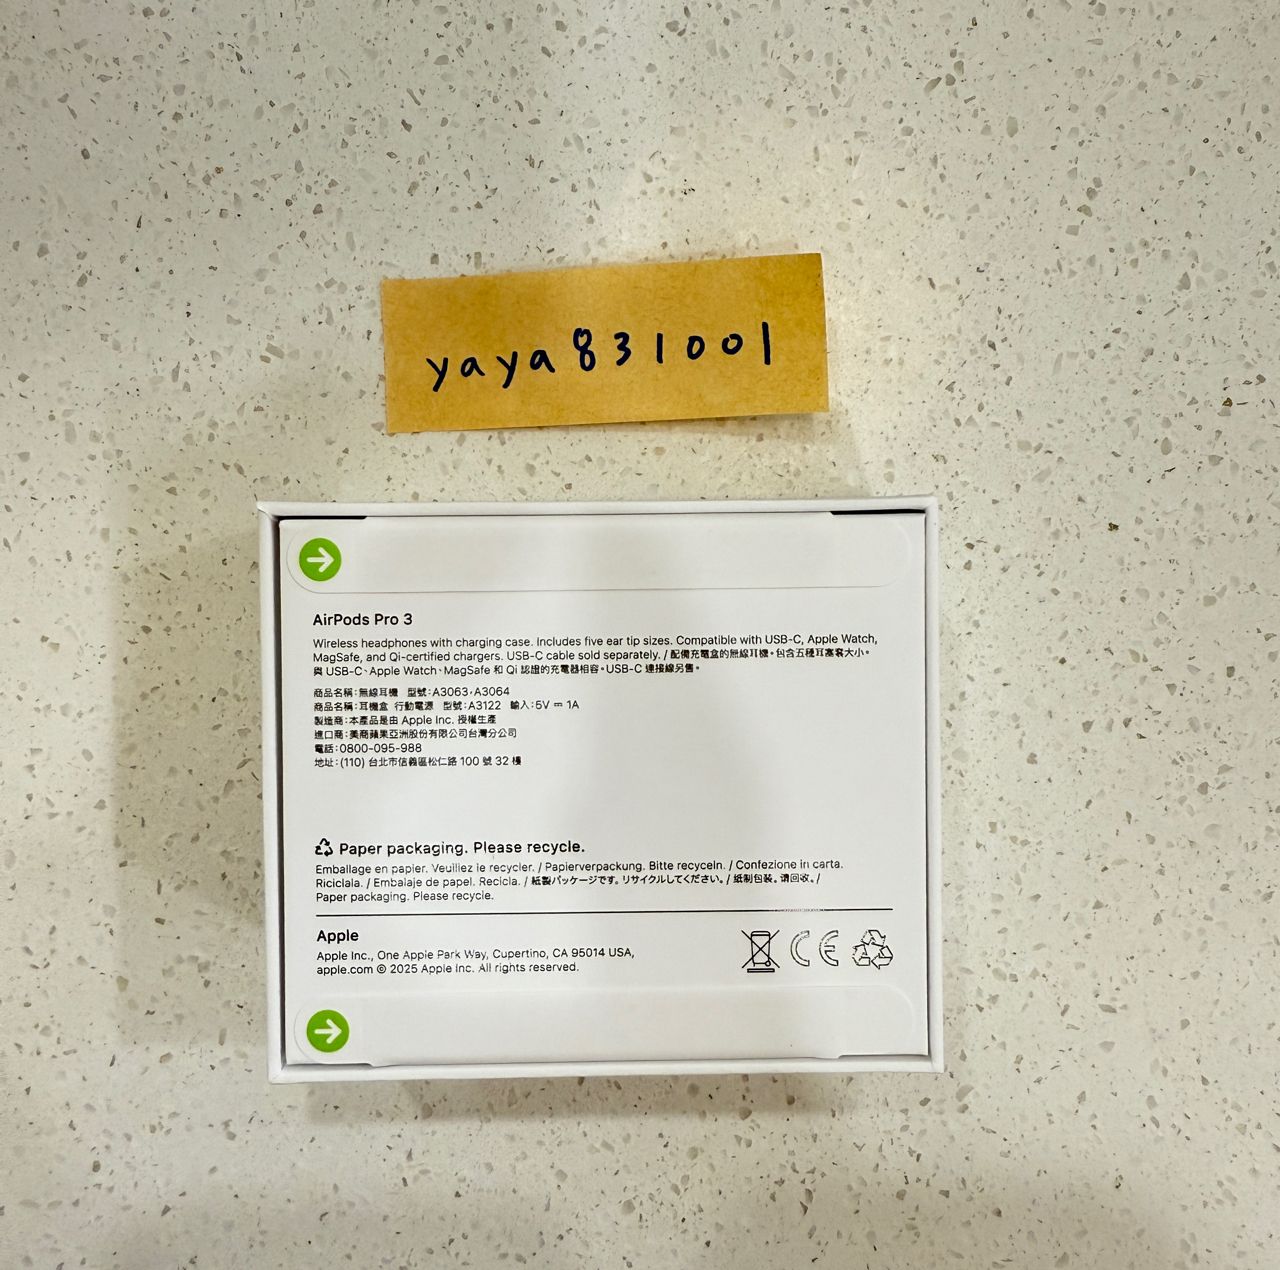 yaya831001
AirPods Pro 3
Wireless headphones with charging case. Includes five ear tip sizes. Compatible with USB-C, Apple Watch,
MagSafe, and Qi-certified chargers. USB-C cable sold separately. / 配備充電盒的無線耳機。包含五種耳塞套大小。
與 USB-C、Apple Watch、MagSafe 和 Qi 認證的充電器相容。USB-C 連接線另售。
商品名稱：無線耳機 型號：A3063，A3064
商品名稱：耳機盒 行動電源 型號：A3122 輸入：5V ⎓ 1A
製造商：本產品是由 Apple Inc. 授權生產
進口商：美商蘋果亞洲股份有限公司台灣分公司
電話：0800-095-988
地址：(110) 台北市信義區松仁路 100 號 32 樓
Paper packaging. Please recycle.
Emballage en papier. Veuillez le recycler. / Papierverpackung. Bitte recyceln. / Confezione in carta.
Riciclala. / Embalaje de papel. Recicla. / 紙製パッケージです。リサイクルしてください。/ 纸制包装。请回收。/
Paper packaging. Please recycle.
Apple
Apple Inc., One Apple Park Way, Cupertino, CA 95014 USA,
apple.com © 2025 Apple Inc. All rights reserved.